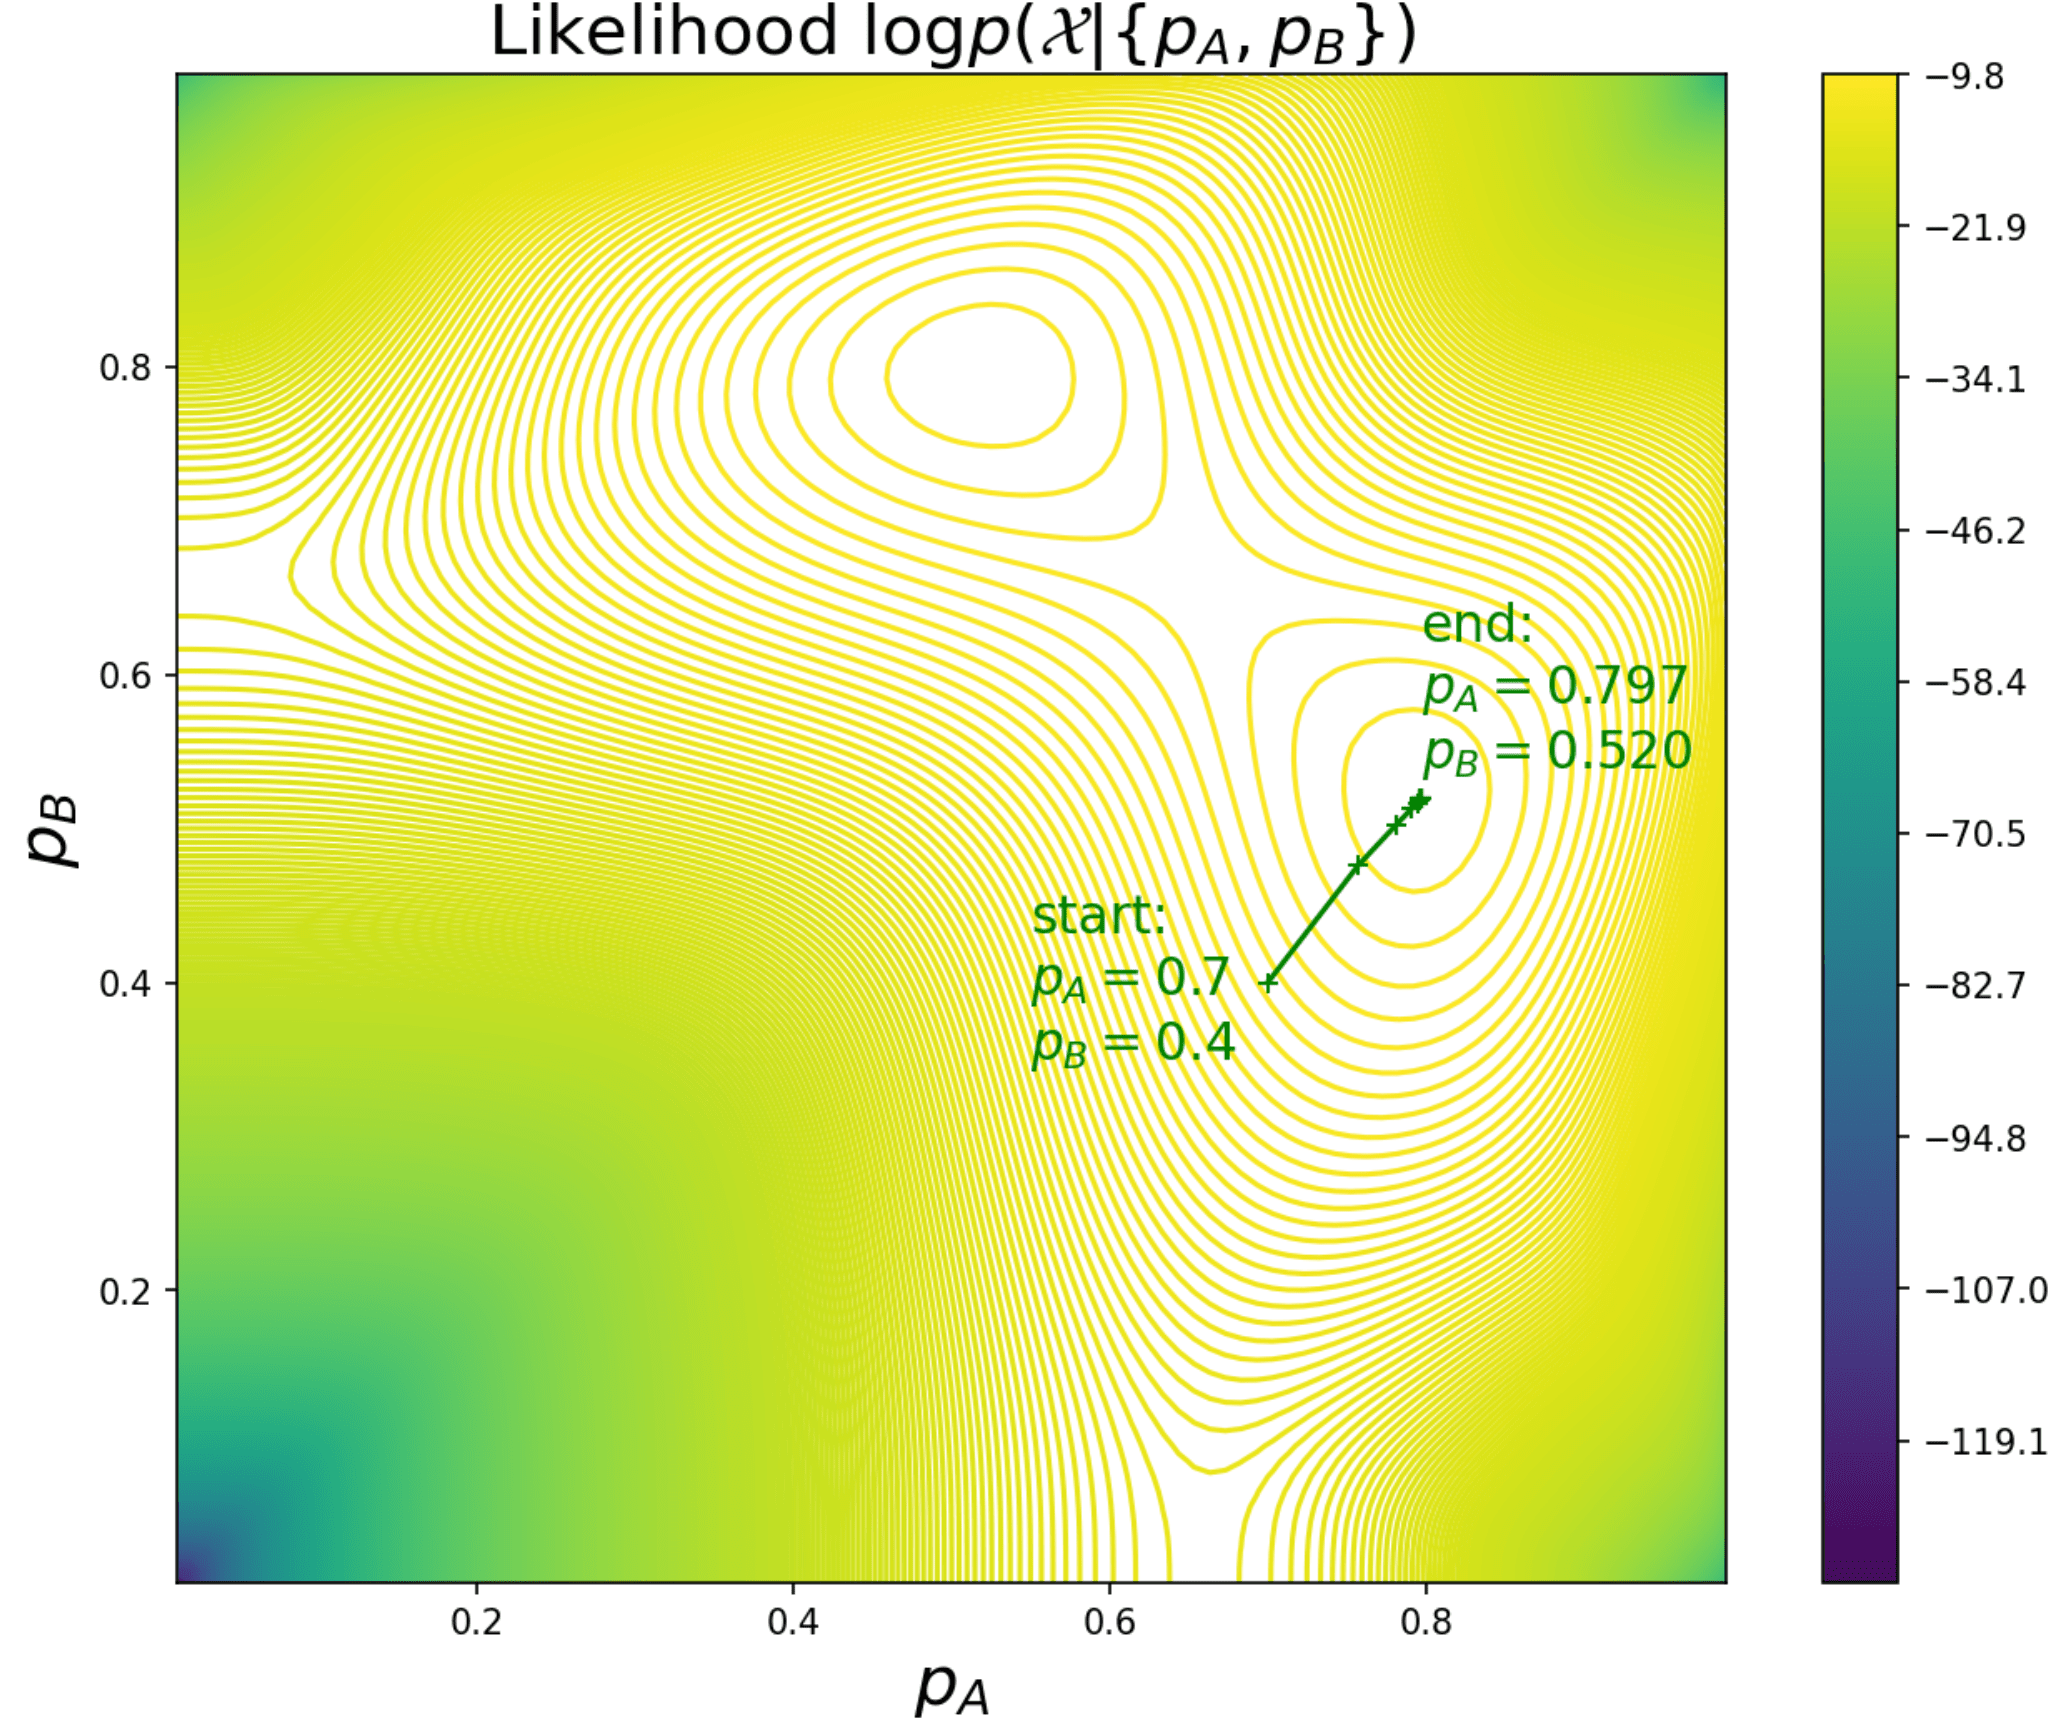 Likelihood log p(𝒳|{p_A, p_B})
−9.8
−21.9
−34.1
−46.2
−58.4
−70.5
−82.7
−94.8
−107.0
−119.1
0.8
0.6
0.4
0.2
p_B
end:
p_A = 0.797
p_B = 0.520
start:
p_A = 0.7
p_B = 0.4
0.2 0.4 0.6 0.8
p_A